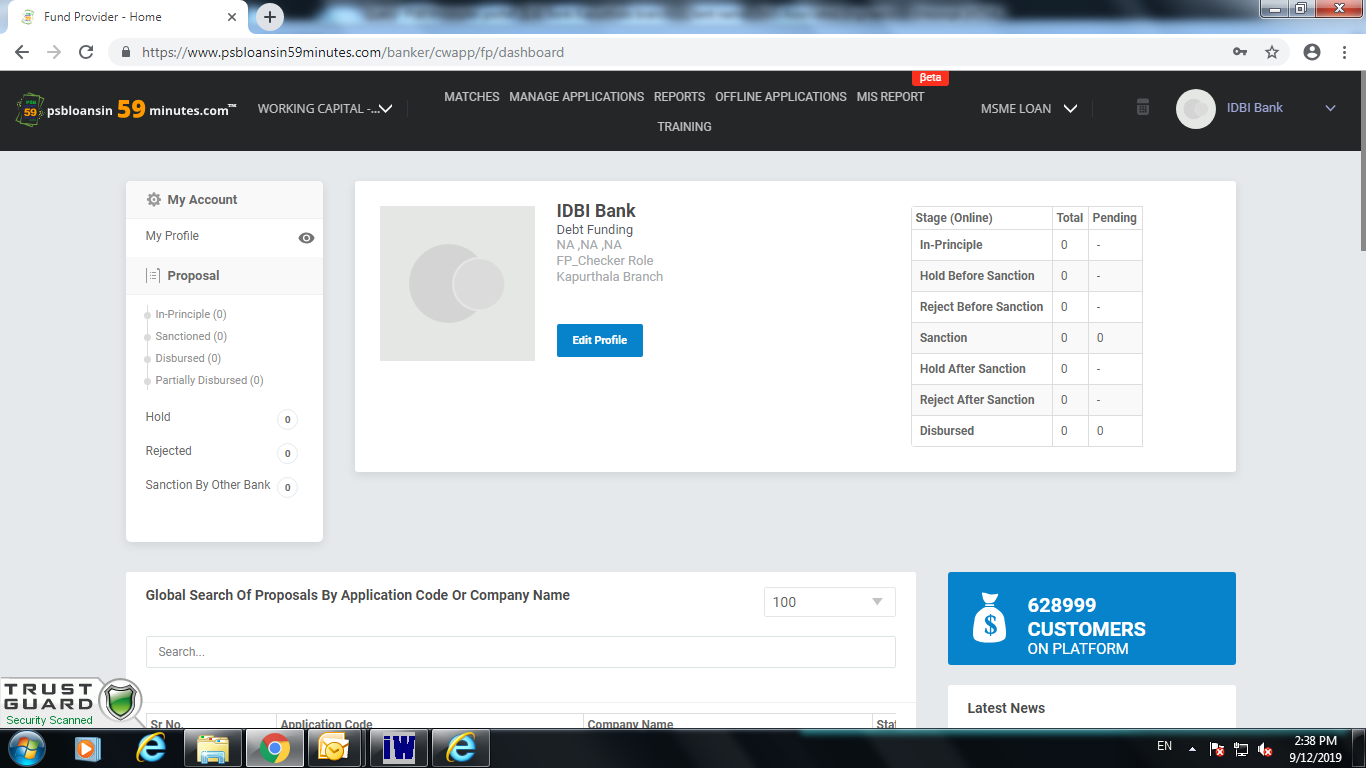 Fund Provider - Home
https://www.psbloansin59minutes.com/banker/cwapp/fp/dashboard
psbloansin 59 minutes.com™
WORKING CAPITAL -...
MATCHES MANAGE APPLICATIONS REPORTS OFFLINE APPLICATIONS MIS REPORT
βeta
TRAINING
MSME LOAN
IDBI Bank
My Account
My Profile
Proposal
In-Principle (0)
Sanctioned (0)
Disbursed (0)
Partially Disbursed (0)
Hold 0
Rejected 0
Sanction By Other Bank 0
IDBI Bank
Debt Funding
NA ,NA ,NA
FP_Checker Role
Kapurthala Branch
Edit Profile
Stage (Online) Total Pending
In-Principle 0 -
Hold Before Sanction 0 -
Reject Before Sanction 0 -
Sanction 0 0
Hold After Sanction 0 -
Reject After Sanction 0 -
Disbursed 0 0
Global Search Of Proposals By Application Code Or Company Name
100
Search...
Sr No. Application Code Company Name Stat
628999
CUSTOMERS
ON PLATFORM
Latest News
TRUST
GUARD
Security Scanned
EN
2:38 PM
9/12/2019